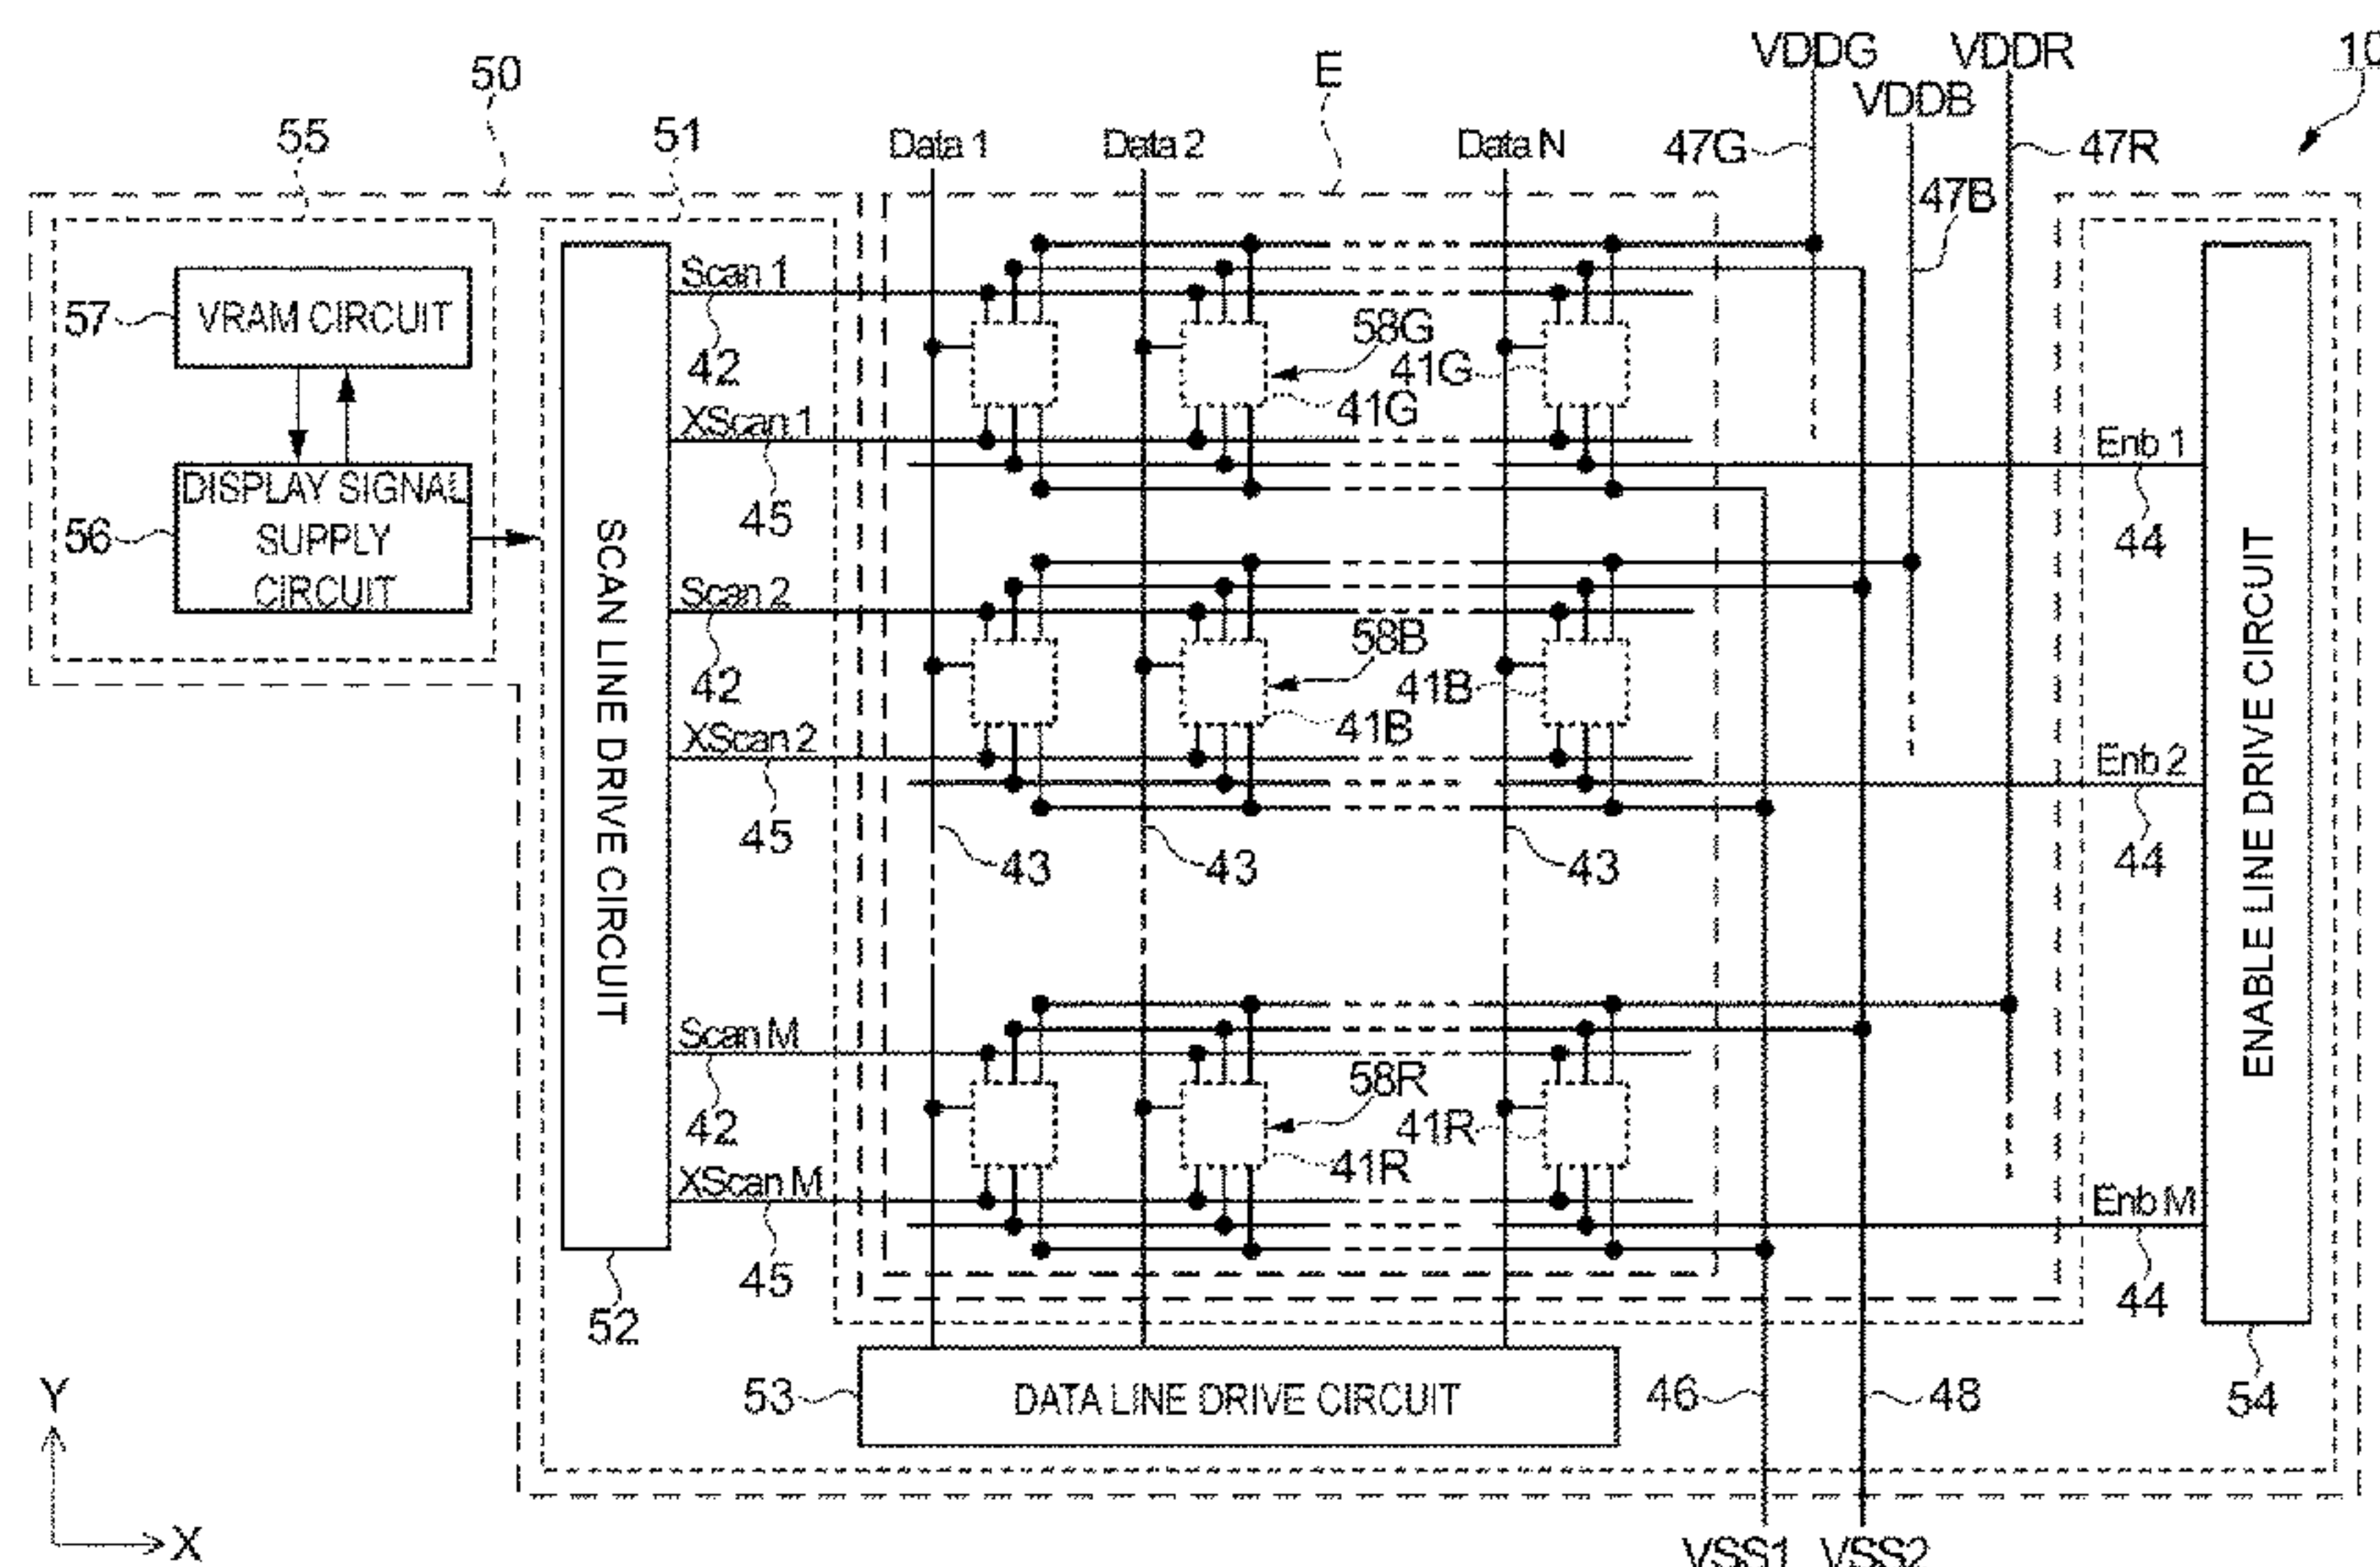 50
E
VDDG
VDDR
10
VDDB
55
51
Data 1
Data 2
Data N
47G
47R
47B
Scan 1
57
VRAM CIRCUIT
42
58G
41G
41G
XScan 1
Enb 1
DISPLAY SIGNAL
SUPPLY
CIRCUIT
56
45
44
SCAN LINE DRIVE CIRCUIT
ENABLE LINE DRIVE CIRCUIT
Scan 2
42
58B
41B
41B
XScan 2
Enb 2
45
43
43
43
44
Scan M
42
58R
41R
41R
XScan M
Enb M
45
44
52
53
DATA LINE DRIVE CIRCUIT
46
48
54
Y
X
VSS1
VSS2